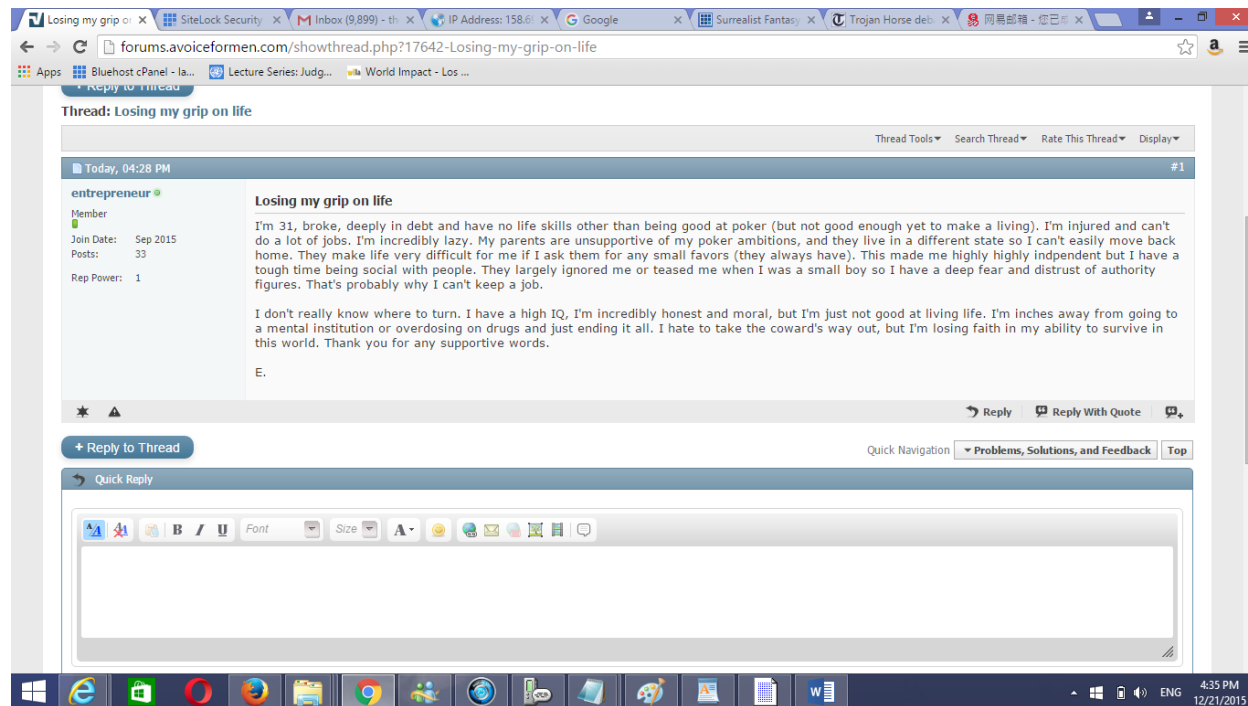 Losing my grip or
SiteLock Security
M Inbox (9,899) - th
IP Address: 158.69
Google
Surrealist Fantasy
Trojan Horse deb
网易邮箱 - 您已
forums.avoiceformen.com/showthread.php?17642-Losing-my-grip-on-life
Apps
Bluehost cPanel - la...
Lecture Series: Judg...
World Impact - Los ...
+ Reply to Thread
Thread: Losing my grip on life
Thread Tools Search Thread Rate This Thread Display
Today, 04:28 PM
#1
entrepreneur
Member
Join Date: Sep 2015
Posts: 33
Rep Power: 1
Losing my grip on life
I'm 31, broke, deeply in debt and have no life skills other than being good at poker (but not good enough yet to make a living). I'm injured and can't
do a lot of jobs. I'm incredibly lazy. My parents are unsupportive of my poker ambitions, and they live in a different state so I can't easily move back
home. They make life very difficult for me if I ask them for any small favors (they always have). This made me highly highly indpendent but I have a
tough time being social with people. They largely ignored me or teased me when I was a small boy so I have a deep fear and distrust of authority
figures. That's probably why I can't keep a job.
I don't really know where to turn. I have a high IQ, I'm incredibly honest and moral, but I'm just not good at living life. I'm inches away from going to
a mental institution or overdosing on drugs and just ending it all. I hate to take the coward's way out, but I'm losing faith in my ability to survive in
this world. Thank you for any supportive words.
E.
Reply
Reply With Quote
+ Reply to Thread
Quick Navigation
Problems, Solutions, and Feedback
Top
Quick Reply
B I U Font Size A
W
ENG
4:35 PM
12/21/2015